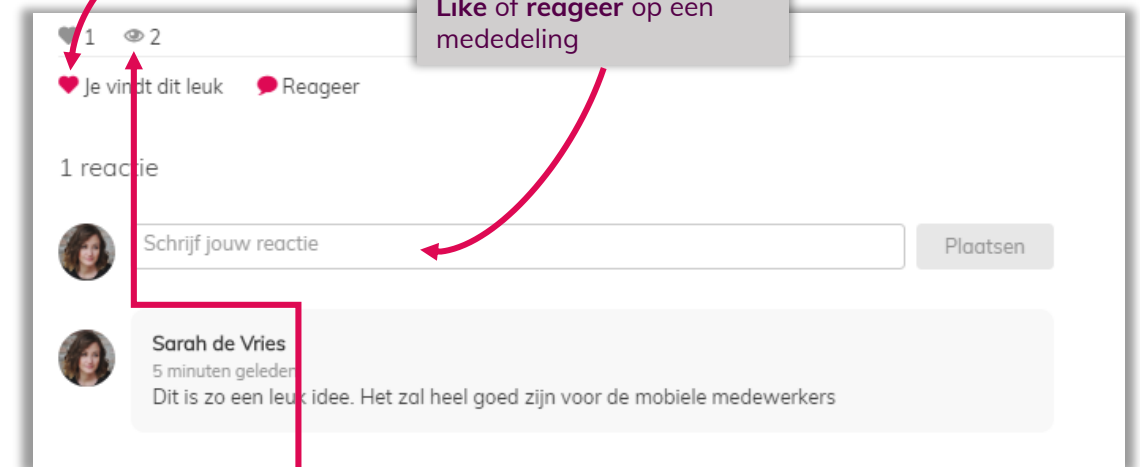 Like of reageer op een
mededeling
1 2
Je vindt dit leuk Reageer
1 reactie
Schrijf jouw reactie Plaatsen
Sarah de Vries
5 minuten geleden
Dit is zo een leuk idee. Het zal heel goed zijn voor de mobiele medewerkers